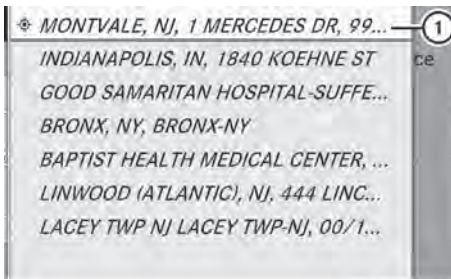 MONTVALE, NJ, 1 MERCEDES DR, 99...
1
ce
INDIANAPOLIS, IN, 1840 KOEHNE ST
GOOD SAMARITAN HOSPITAL-SUFFE...
BRONX, NY, BRONX-NY
BAPTIST HEALTH MEDICAL CENTER, ...
LINWOOD (ATLANTIC), NJ, 444 LINC...
LACEY TWP NJ LACEY TWP-NJ, 00/1...